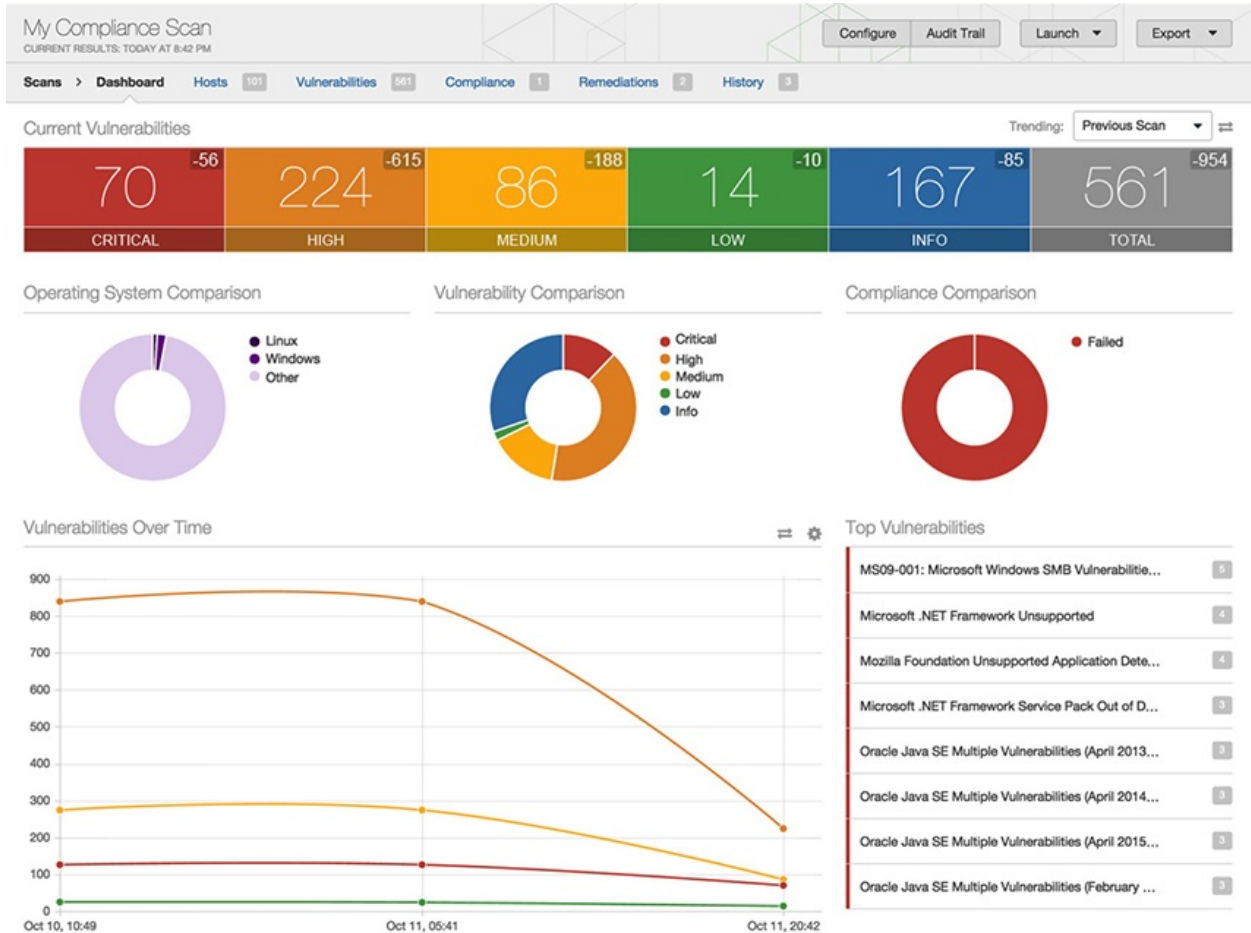 My Compliance Scan
CURRENT RESULTS: TODAY AT 8:42 PM
Configure Audit Trail Launch Export
Scans > Dashboard Hosts 101 Vulnerabilities 561 Compliance 1 Remediations 2 History 3
Current Vulnerabilities
Trending: Previous Scan
70 -56 224 -615 86 -188 14 -10 167 -85 561 -954
CRITICAL HIGH MEDIUM LOW INFO TOTAL
Operating System Comparison
Linux
Windows
Other
Vulnerability Comparison
Critical
High
Medium
Low
Info
Compliance Comparison
Failed
Vulnerabilities Over Time
900
800
700
600
500
400
300
200
100
0
Oct 10, 10:49 Oct 11, 05:41 Oct 11, 20:42
Top Vulnerabilities
MS09-001: Microsoft Windows SMB Vulnerabilitie... 5
Microsoft .NET Framework Unsupported 4
Mozilla Foundation Unsupported Application Dete... 4
Microsoft .NET Framework Service Pack Out of D... 3
Oracle Java SE Multiple Vulnerabilities (April 2013... 3
Oracle Java SE Multiple Vulnerabilities (April 2014... 3
Oracle Java SE Multiple Vulnerabilities (April 2015... 3
Oracle Java SE Multiple Vulnerabilities (February ... 3